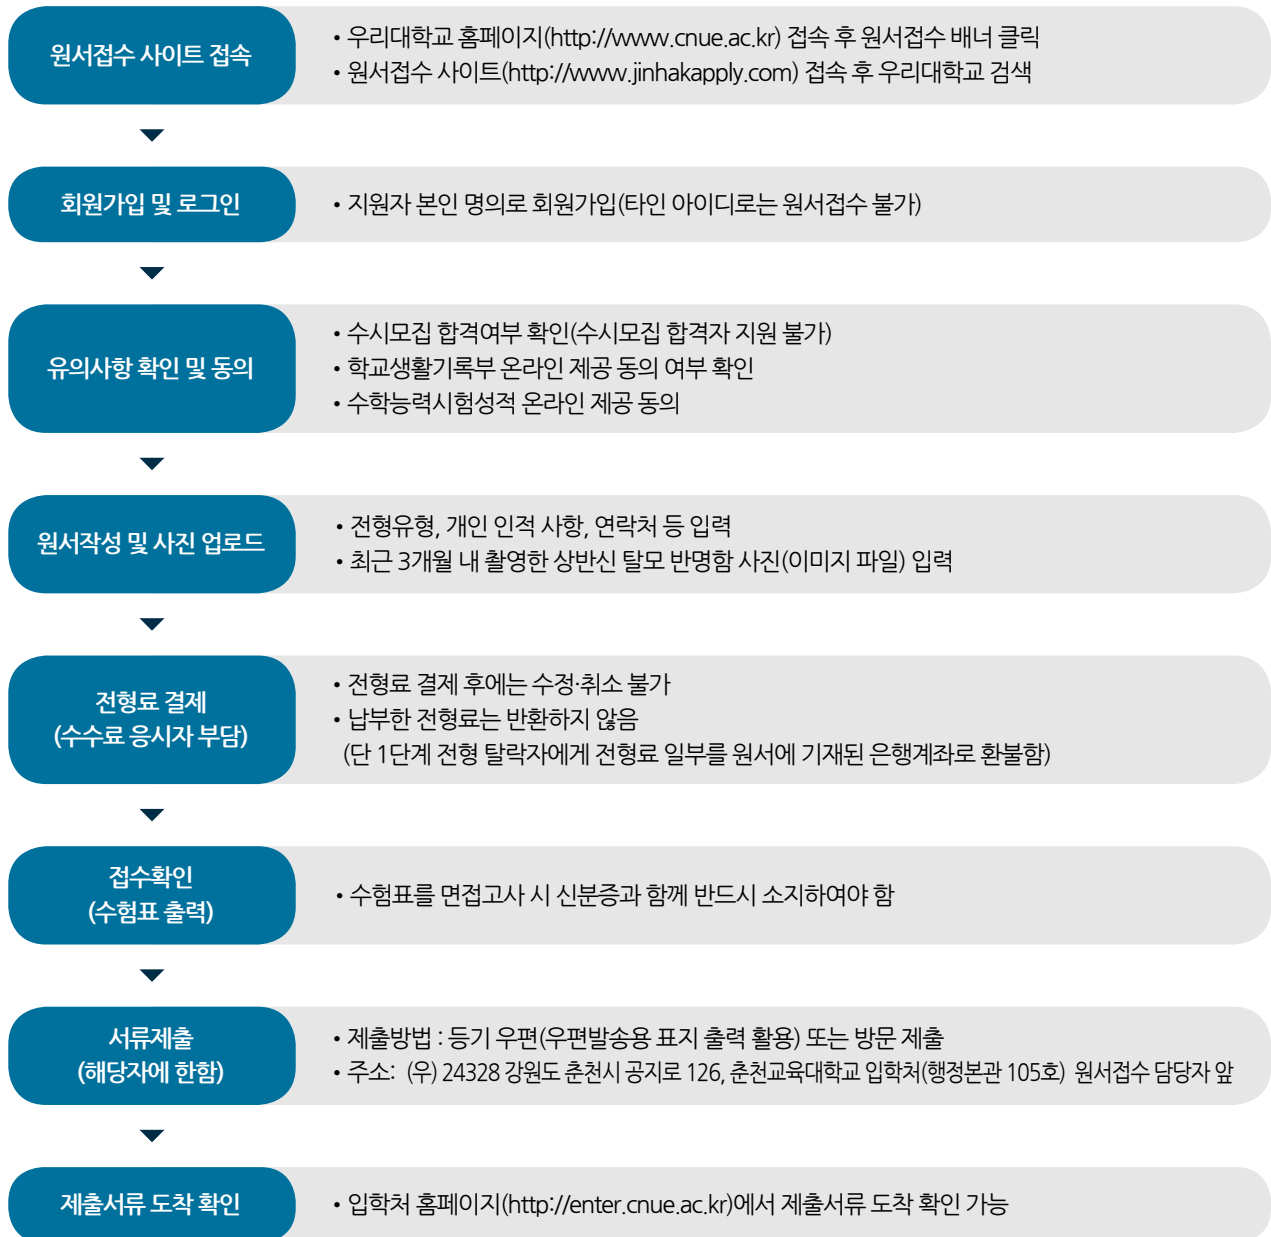 원서접수 사이트 접속
• 우리대학교 홈페이지(http://www.cnue.ac.kr) 접속 후 원서접수 배너 클릭
• 원서접수 사이트(http://www.jinhakapply.com) 접속 후 우리대학교 검색
회원가입 및 로그인
• 지원자 본인 명의로 회원가입(타인 아이디로는 원서접수 불가)
유의사항 확인 및 동의
• 수시모집 합격여부 확인(수시모집 합격자 지원 불가)
• 학교생활기록부 온라인 제공 동의 여부 확인
• 수학능력시험성적 온라인 제공 동의
원서작성 및 사진 업로드
• 전형유형, 개인 인적 사항, 연락처 등 입력
• 최근 3개월 내 촬영한 상반신 탈모 반명함 사진(이미지 파일) 입력
전형료 결제
(수수료 응시자 부담)
• 전형료 결제 후에는 수정·취소 불가
• 납부한 전형료는 반환하지 않음
(단 1단계 전형 탈락자에게 전형료 일부를 원서에 기재된 은행계좌로 환불함)
접수확인
(수험표 출력)
• 수험표를 면접고사 시 신분증과 함께 반드시 소지하여야 함
서류제출
(해당자에 한함)
• 제출방법 : 등기 우편(우편발송용 표지 출력 활용) 또는 방문 제출
• 주소: (우) 24328 강원도 춘천시 공지로 126, 춘천교육대학교 입학처(행정본관 105호) 원서접수 담당자 앞
제출서류 도착 확인
• 입학처 홈페이지(http://enter.cnue.ac.kr)에서 제출서류 도착 확인 가능